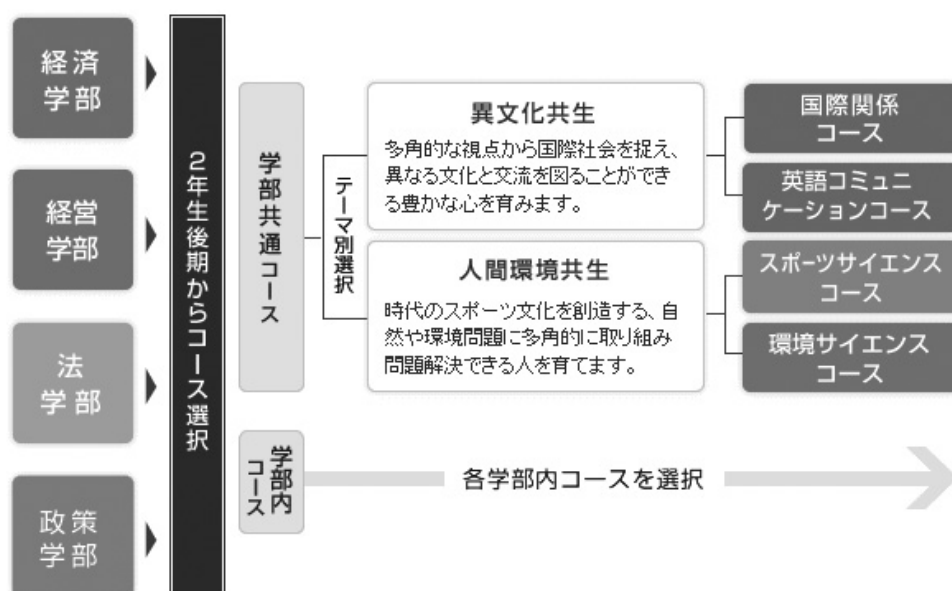 経済
学部
経営
学部
法
学部
政策
学部
2年生後期からコース選択
学部共通コース
テーマ別選択
異文化共生
多角的な視点から国際社会を捉え、
異なる文化と交流を図ることができ
る豊かな心を育みます。
国際関係
コース
英語コミュニ
ケーションコース
人間環境共生
時代のスポーツ文化を創造する、自
然や環境問題に多角的に取り組み
問題解決できる人を育てます。
スポーツサイエンス
コース
環境サイエンス
コース
学部内
コース
各学部内コースを選択